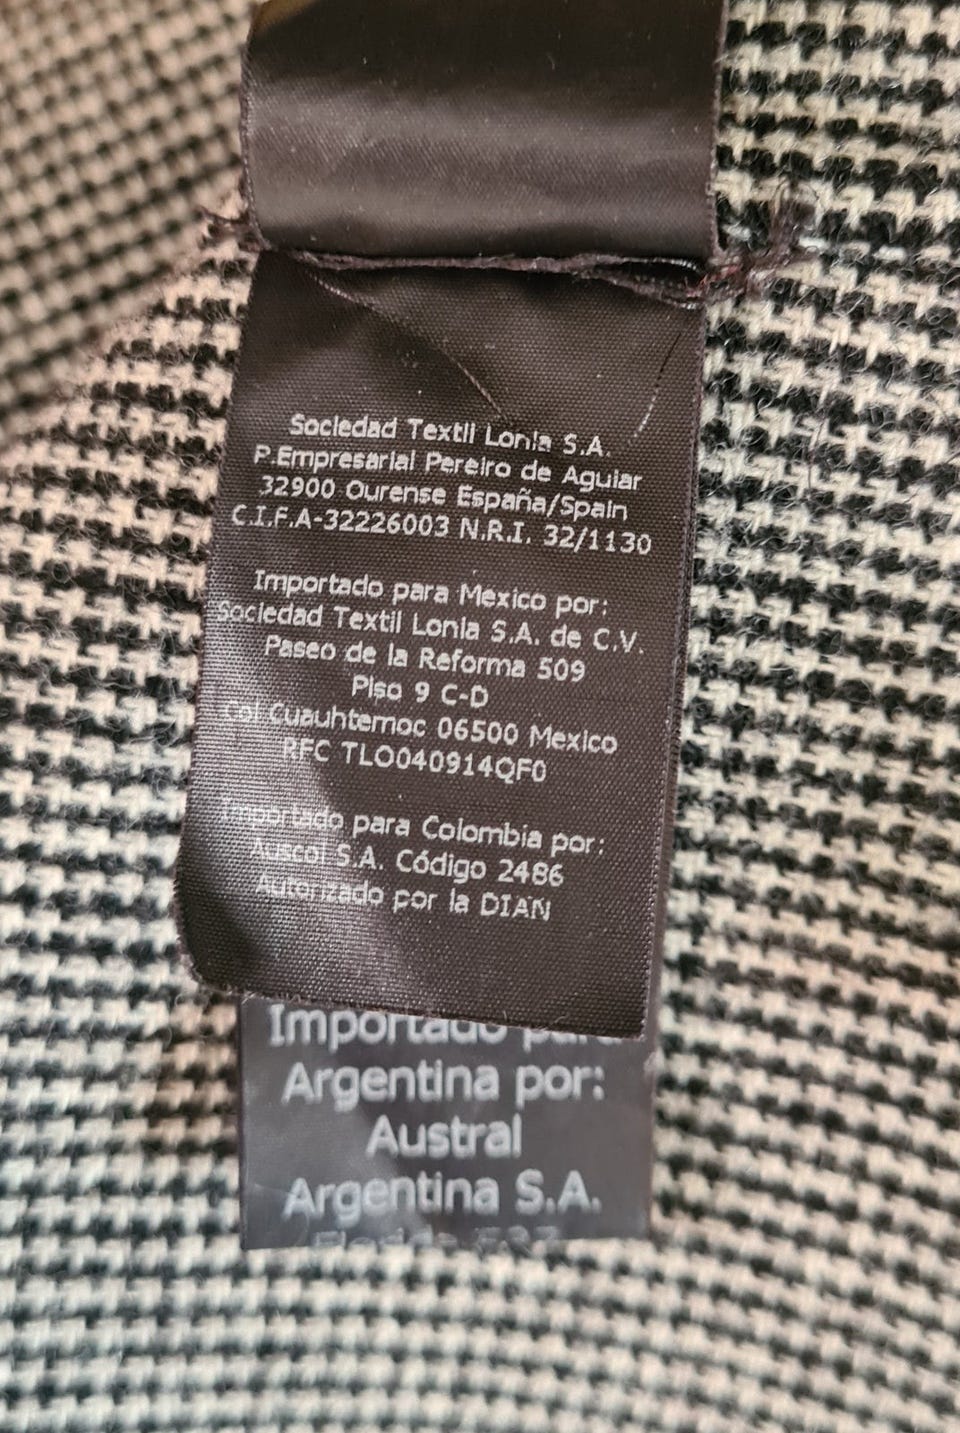 Sociedad Textil Lonia S.A.
P.Empresarial Pereiro de Aguiar
32900 Ourense España/Spain
C.I.F.A-32226003 N.R.I. 32/1130
Importado para Mexico por:
Sociedad Textil Lonia S.A. de C.V.
Paseo de la Reforma 509
Piso 9 C-D
Col Cuauhtemoc 06500 Mexico
RFC TLO040914QF0
Importado para Colombia por:
Auscol S.A. Código 2486
Autorizado por la DIAN
Importado para
Argentina por:
Austral
Argentina S.A.